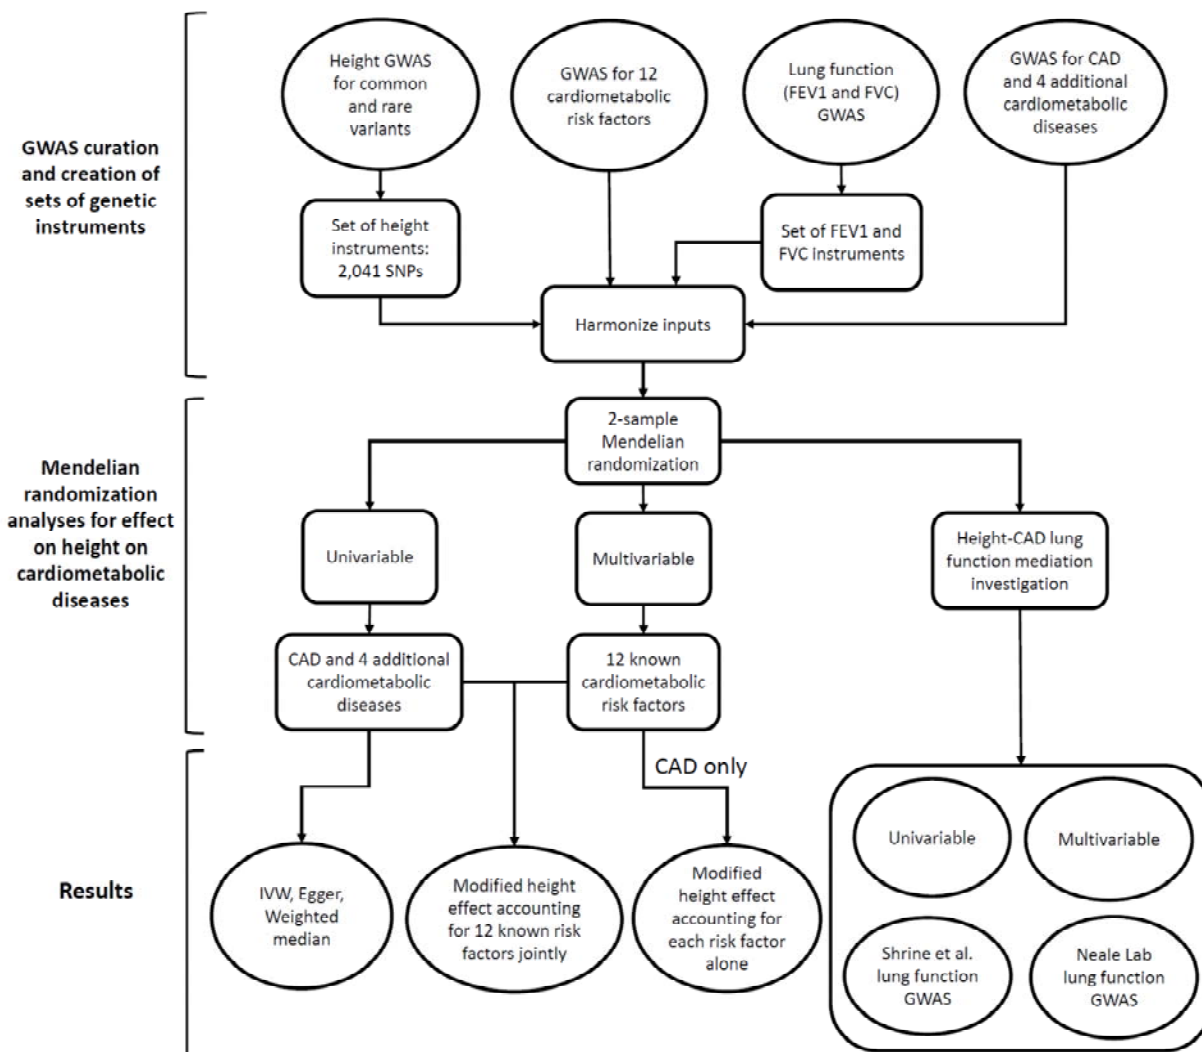 GWAS curation
and creation of
sets of genetic
instruments
Height GWAS
for common
and rare
variants
GWAS for 12
cardiometabolic
risk factors
Lung function
(FEV1 and FVC)
GWAS
GWAS for CAD
and 4 additional
cardiometabolic
diseases
Set of height
instruments:
2,041 SNPs
Set of FEV1 and
FVC instruments
Harmonize inputs
Mendelian
randomization
analyses for effect
on height on
cardiometabolic
diseases
2-sample
Mendelian
randomization
Univariable
Multivariable
Height-CAD lung
function mediation
investigation
CAD and 4 additional
cardiometabolic
diseases
12 known
cardiometabolic
risk factors
CAD only
Results
IVW, Egger,
Weighted
median
Modified height
effect accounting
for 12 known risk
factors jointly
Modified
height effect
accounting for
each risk factor
alone
Univariable
Multivariable
Shrine et al.
lung function
GWAS
Neale Lab
lung function
GWAS